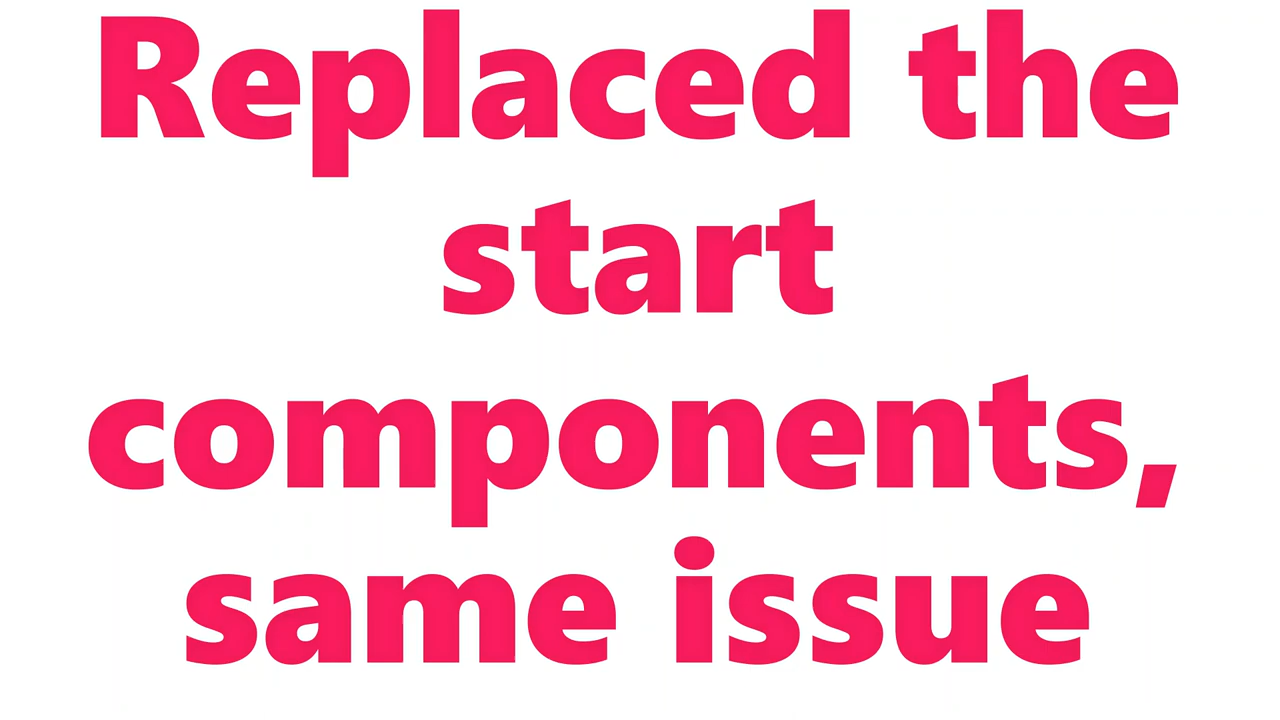 Replaced the
start
components,
same issue